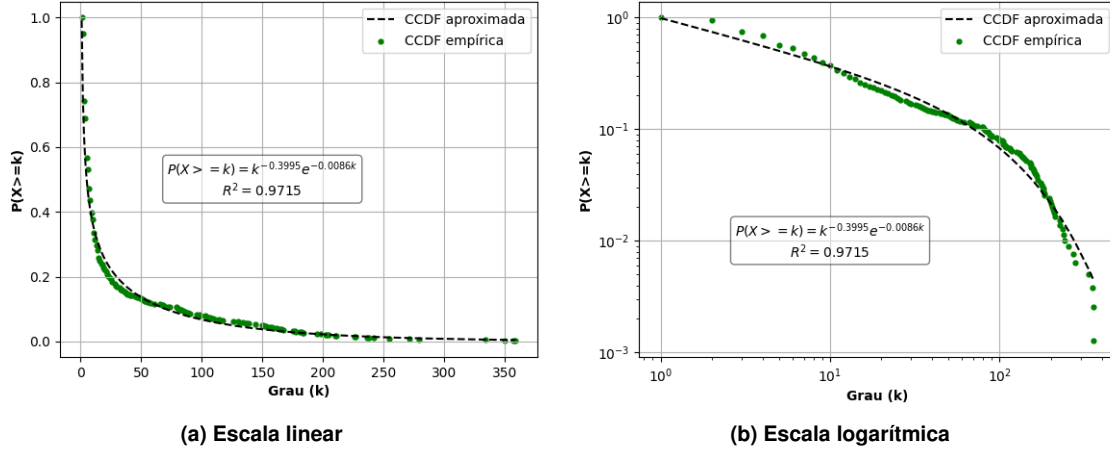 CCDF aproximada
CCDF empírica
1.0
0.8
0.6
0.4
0.2
0.0
P(X>=k)
P(X >= k) = k^{-0.3995}e^{-0.0086k}
R^2 = 0.9715
0 50 100 150 200 250 300 350
Grau (k)
(a) Escala linear
CCDF aproximada
CCDF empírica
10^0
10^{-1}
10^{-2}
10^{-3}
P(X>=k)
P(X >= k) = k^{-0.3995}e^{-0.0086k}
R^2 = 0.9715
10^0 10^1 10^2
Grau (k)
(b) Escala logarítmica